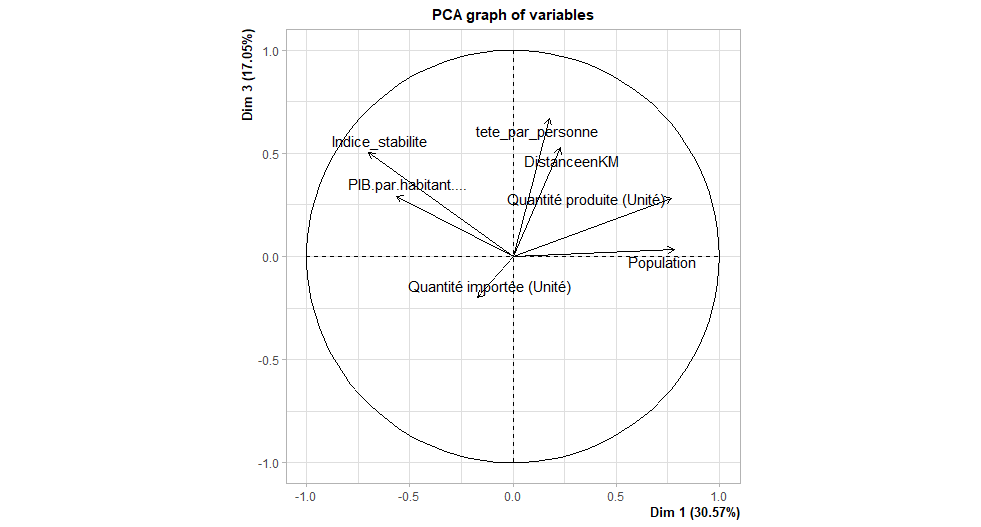 PCA graph of variables
Dim 3 (17.05%)
1.0
0.5
0.0
-0.5
-1.0
tete_par_personne
Indice_stabilite
DistanceenKM
PIB.par.habitant....
Quantité produite (Unité)
Population
Quantité importée (Unité)
-1.0
-0.5
0.0
0.5
1.0
Dim 1 (30.57%)